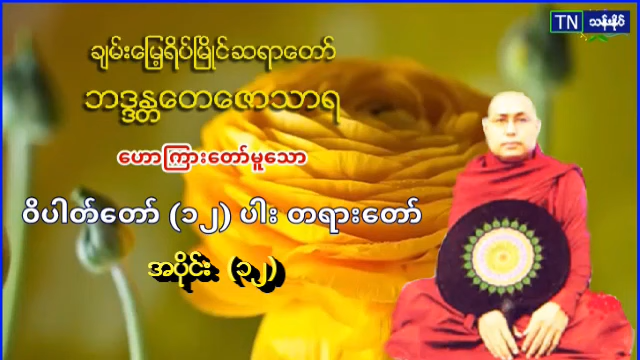 TN သန်းနိုင်
ချမ်းမြေ့ရိပ်မြိုင်ဆရာတော်
ဘဒ္ဒန္တတေဇောသာရ
ဟောကြားတော်မူသော
ဝိပါတ်တော် (၁၂) ပါး တရားတော်
အပိုင်း (၁၂)